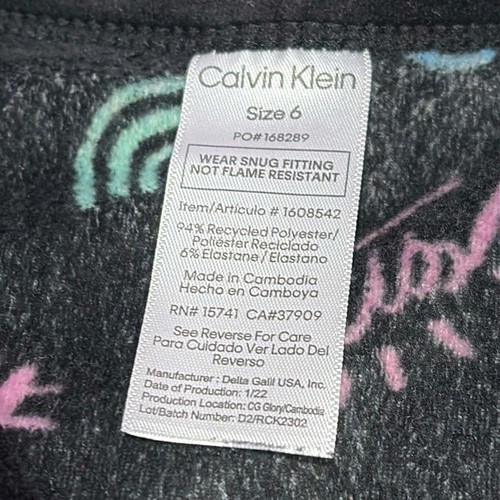 Calvin Klein
Size 6
PO# 168289
WEAR SNUG FITTING
NOT FLAME RESISTANT
Item/Articulo # 1608542
94% Recycled Polyester/
Poliéster Reciclado
6% Elastane / Elastano
Made in Cambodia
Hecho en Camboya
RN# 15741 CA#37909
See Reverse For Care
Para Cuidado Ver Lado Del
Reverso
Manufacturer : Delta Galil USA, Inc.
Date of Production: 1/22
Production Location: CG Glory/Cambodia
Lot/Batch Number: D2/RCK2302